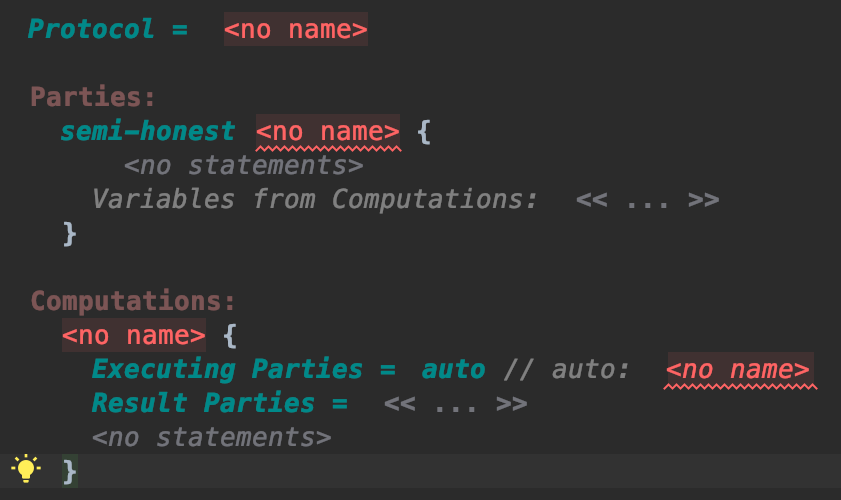 Protocol = <no name>
Parties:
semi-honest <no name> {
<no statements>
Variables from Computations: << ... >>
}
Computations:
<no name> {
Executing Parties = auto // auto: <no name>
Result Parties = << ... >>
<no statements>
}